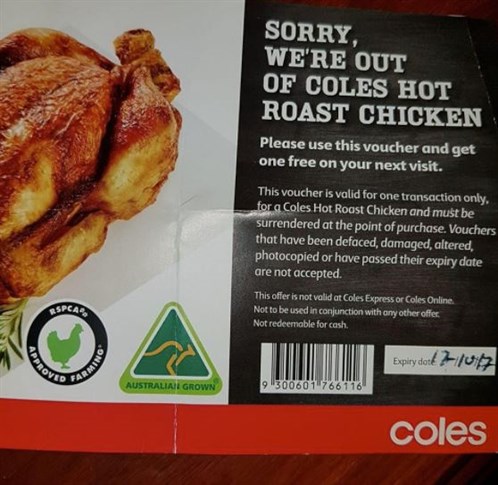 SORRY,
WE'RE OUT
OF COLES HOT
ROAST CHICKEN
Please use this voucher and get
one free on your next visit.
This voucher is valid for one transaction only,
for a Coles Hot Roast Chicken and must be
surrendered at the point of purchase. Vouchers
that have been defaced, damaged, altered,
photocopied or have passed their expiry date
are not accepted.
This offer is not valid at Coles Express or Coles Online.
Not to be used in conjunction with any other offer.
Not redeemable for cash.
RSPCA
APPROVED FARMING
AUSTRALIAN GROWN
9 300601 766116
Expiry date 17/10/17
coles